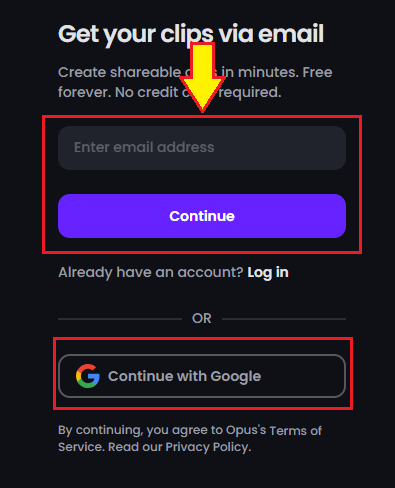 Get your clips via email
Create shareable in minutes. Free
forever. No credit required.
Enter email address
Continue
Already have an account? Log in
OR
Continue with Google
By continuing, you agree to Opus's Terms of
Service. Read our Privacy Policy.